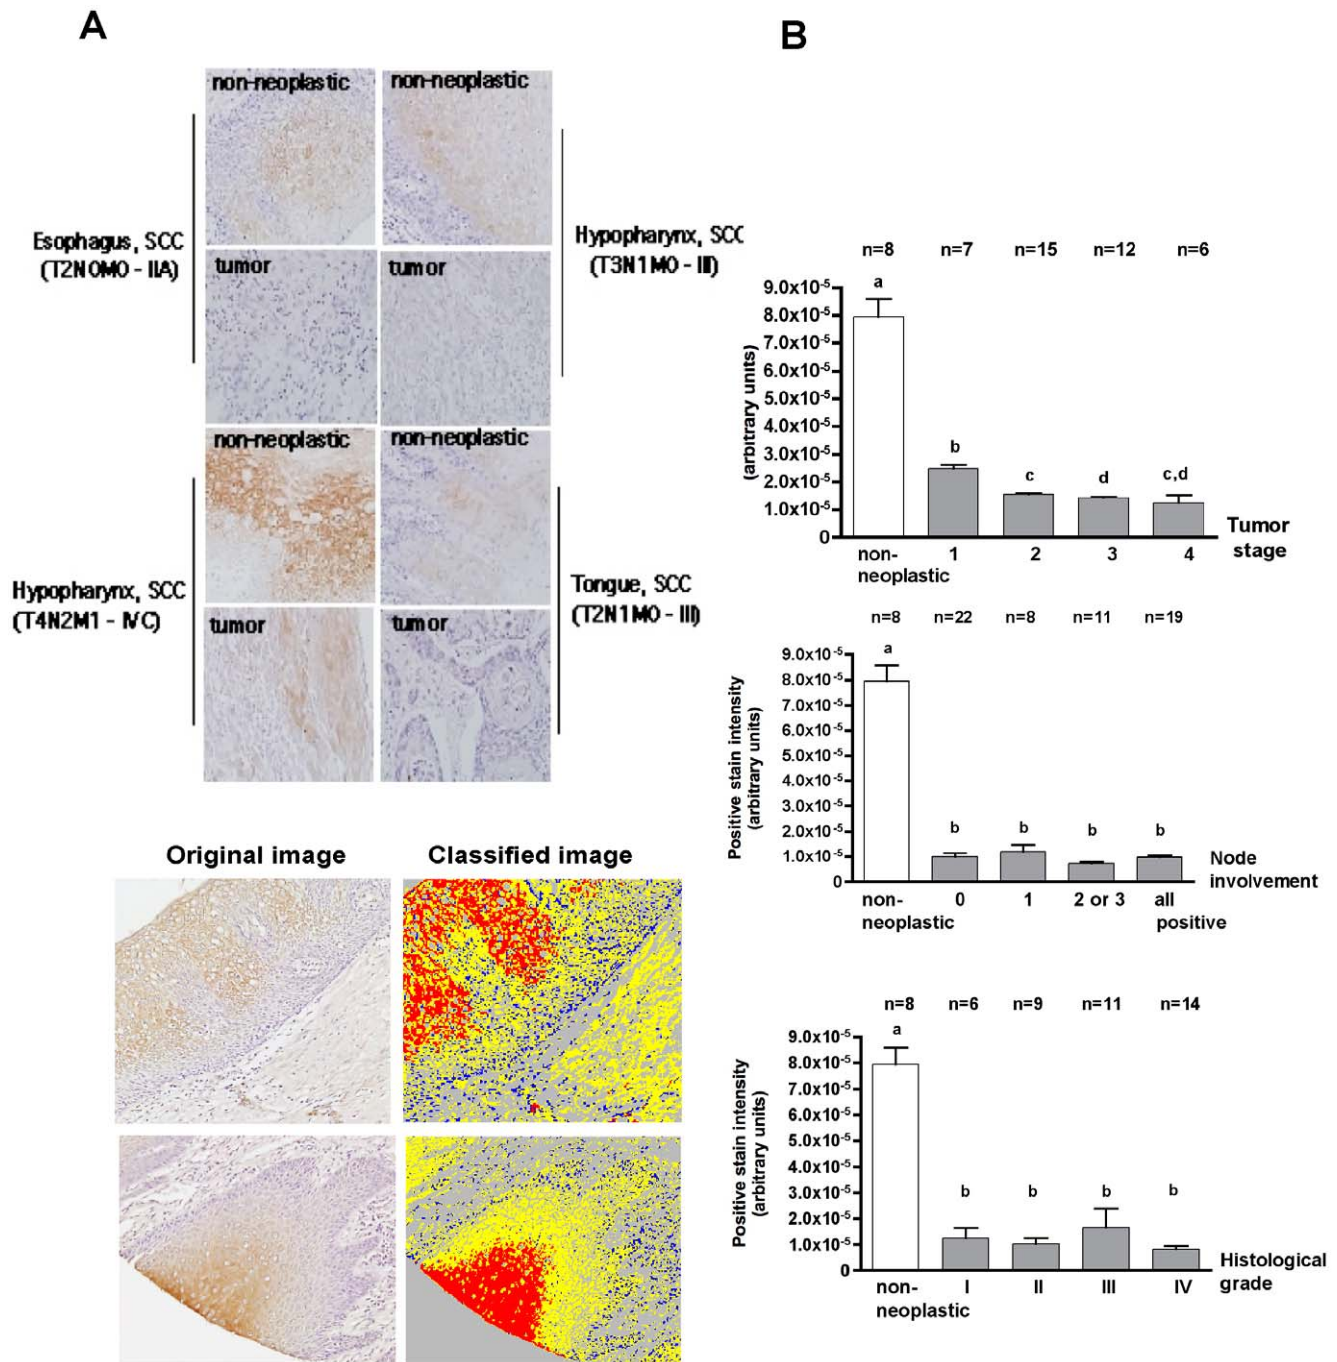 A
non-neoplastic
non-neoplastic
Esophagus, SCC
(T2N0M0 - IIA)
Hypopharynx, SCC
(T3N1M0 - III)
tumor
tumor
non-neoplastic
non-neoplastic
Hypopharynx, SCC
(T4N2M1 - IVC)
Tongue, SCC
(T2N1M0 - III)
tumor
tumor
Original image
Classified image
B
n=8
n=7
n=15
n=12
n=6
(arbitrary units)
9.0x10-5
8.0x10-5
7.0x10-5
6.0x10-5
5.0x10-5
4.0x10-5
3.0x10-5
2.0x10-5
1.0x10-5
0
a
b
c
d
c,d
non-
neoplastic
1
2
3
4
Tumor
stage
n=8
n=22
n=8
n=11
n=19
Positive stain intensity
(arbitrary units)
9.0x10-5
8.0x10-5
7.0x10-5
6.0x10-5
5.0x10-5
4.0x10-5
3.0x10-5
2.0x10-5
1.0x10-5
0
a
b
b
b
b
non-
neoplastic
0
1
2 or 3
all
positive
Node
involvement
n=8
n=6
n=9
n=11
n=14
Positive stain intensity
(arbitrary units)
9.0x10-5
8.0x10-5
7.0x10-5
6.0x10-5
5.0x10-5
4.0x10-5
3.0x10-5
2.0x10-5
1.0x10-5
0
a
b
b
b
b
non-
neoplastic
I
II
III
IV
Histological
grade